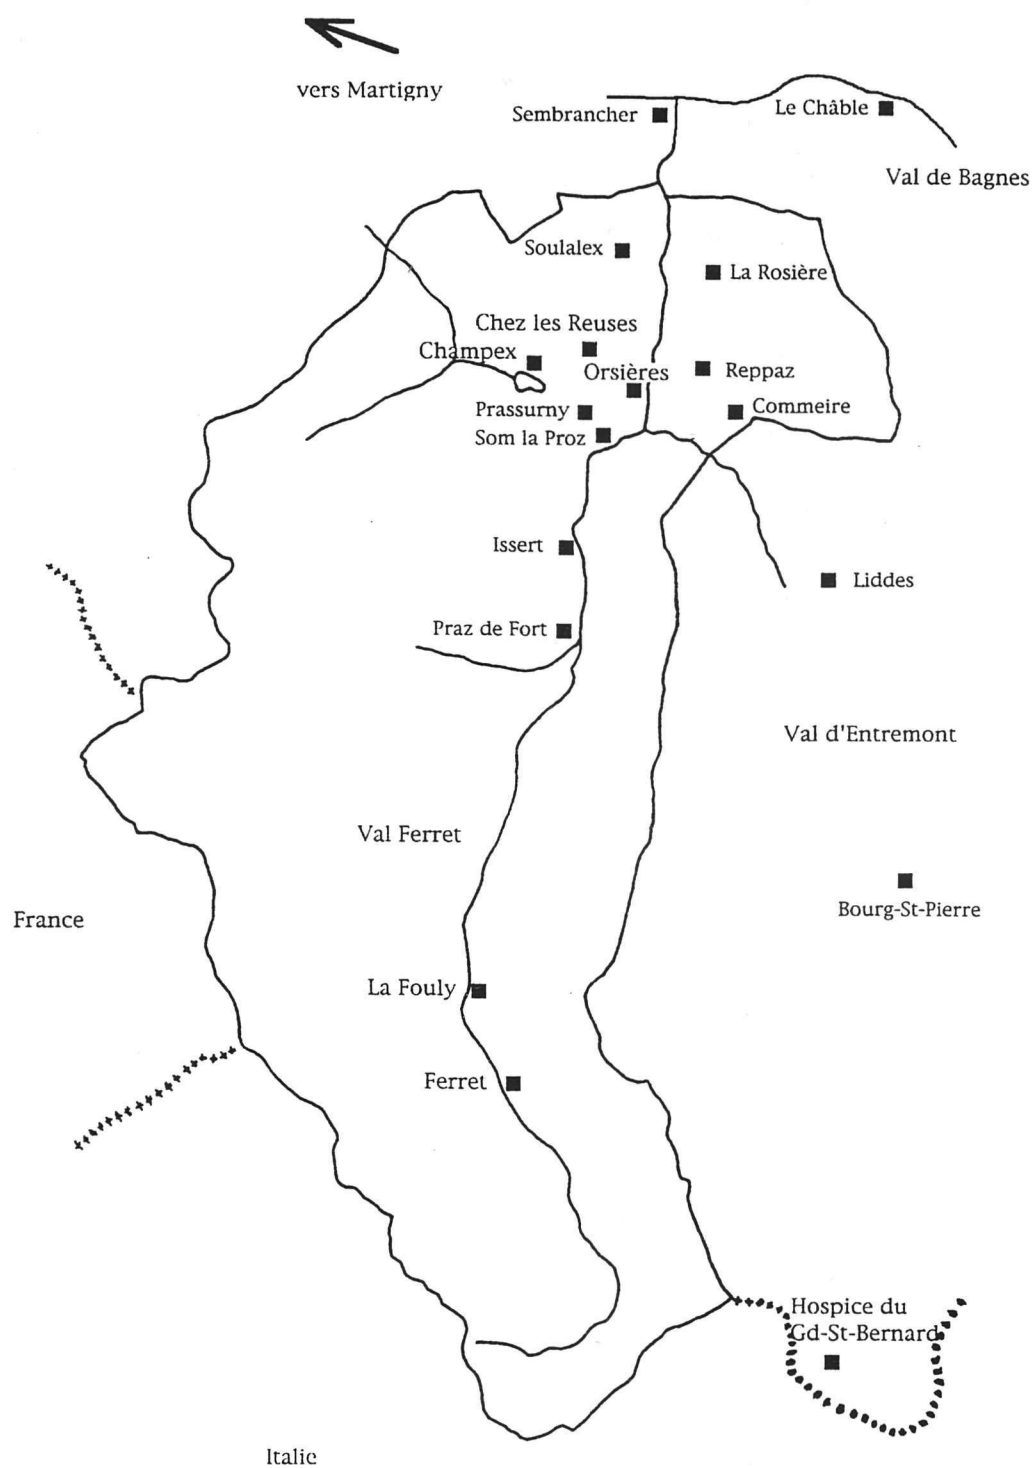 vers Martigny
Sembrancher
Le Châble
Val de Bagnes
Soulalex
La Rosière
Chez les Reuses
Champex
Orsières
Reppaz
Prassurny
Commeire
Som la Proz
Issert
Liddes
Praz de Fort
Val d'Entremont
Val Ferret
Bourg-St-Pierre
France
La Fouly
Ferret
Hospice du
Gd-St-Bernard
Italie